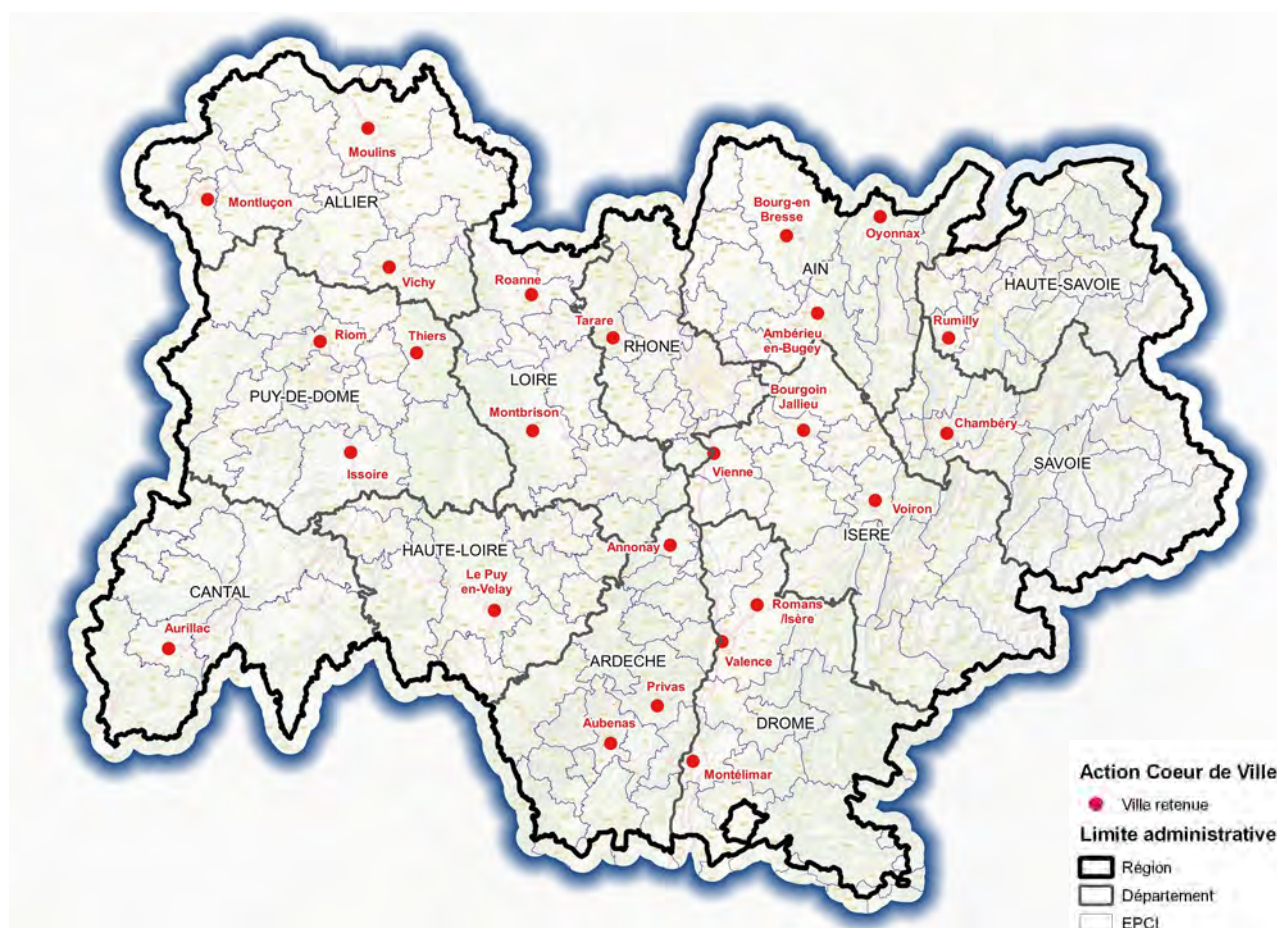 Moulins
Montluçon
ALLIER
Vichy
Bourg-en
Bresse
Oyonnax
AIN
HAUTE-SAVOIE
Roanne
Tarare
RHONE
Ambérieu
en-Bugey
Rumilly
Riom
Thiers
PUY-DE-DOME
LOIRE
Montbrison
Issoire
Bourgoin
Jallieu
Chambéry
Vienne
SAVOIE
Voiron
ISERE
HAUTE-LOIRE
Annonay
Le Puy
en-Velay
CANTAL
Aurillac
Romans
/Isère
Valence
ARDECHE
Privas
Aubenas
DROME
Montélimar
Action Coeur de Ville
Ville retenue
Limite administrative
Région
Département
EPCI